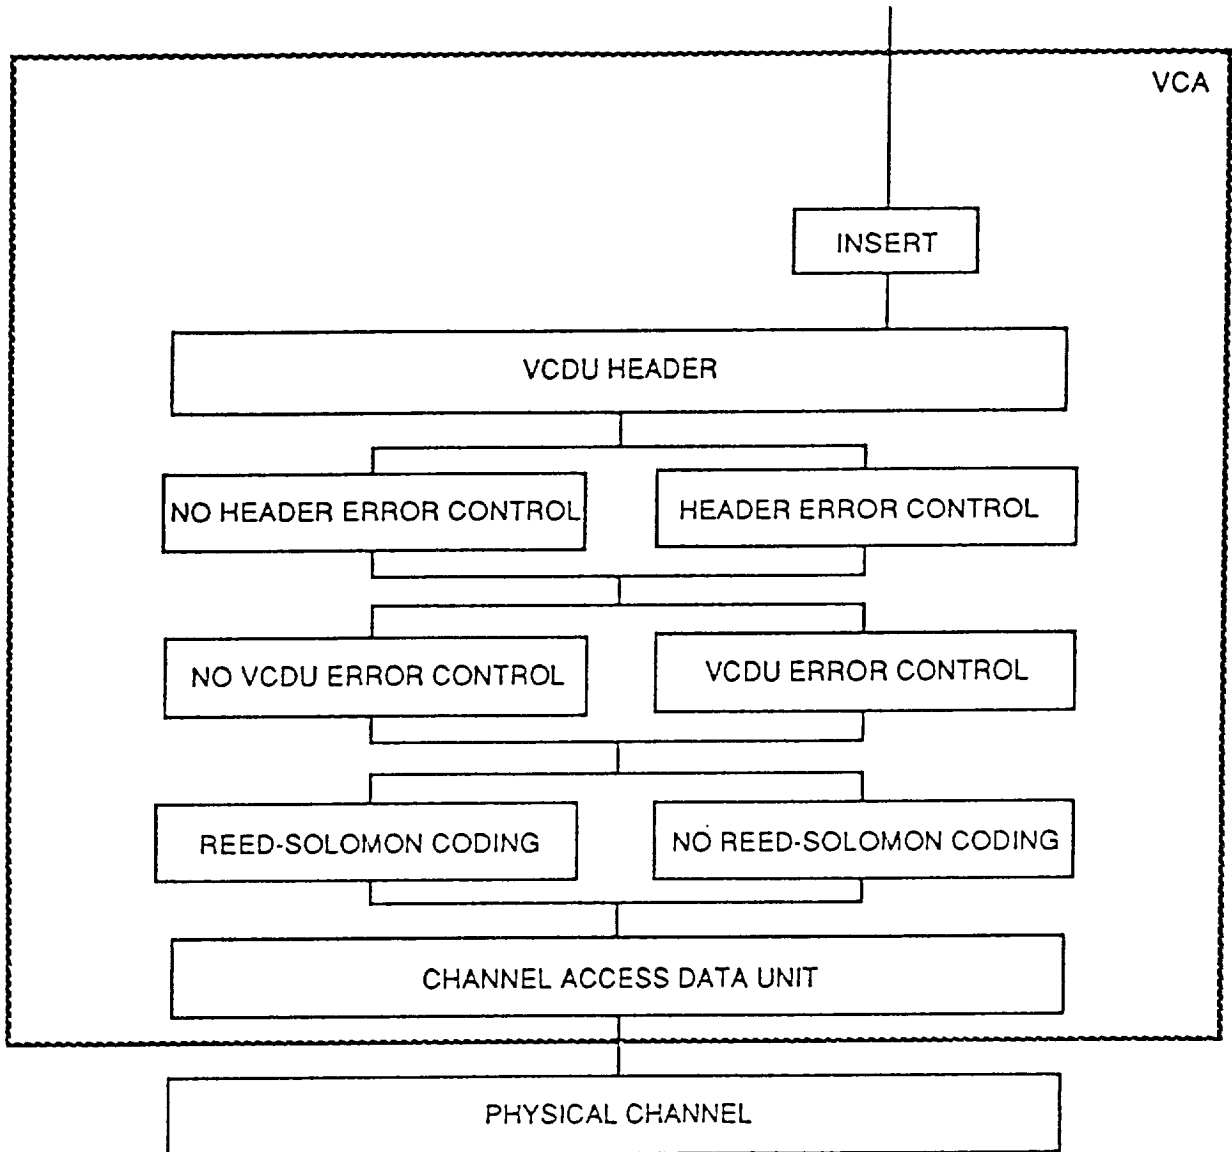 VCA
INSERT
VCDU HEADER
NO HEADER ERROR CONTROL
HEADER ERROR CONTROL
NO VCDU ERROR CONTROL
VCDU ERROR CONTROL
REED-SOLOMON CODING
NO REED-SOLOMON CODING
CHANNEL ACCESS DATA UNIT
PHYSICAL CHANNEL